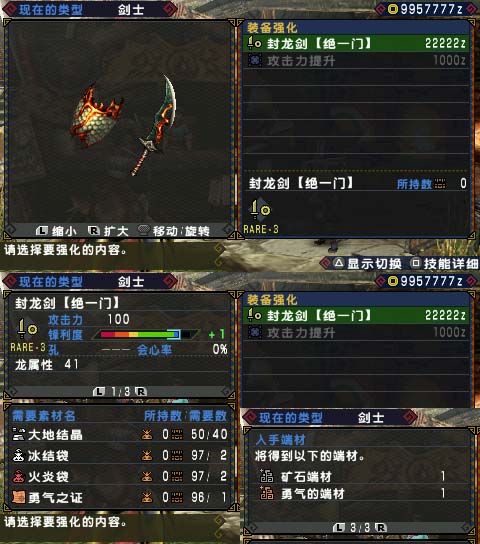 现在的类型 剑士
9957777z
装备强化
封龙剑【绝一门】 22222z
攻击力提升 1000z
封龙剑【绝一门】 所持数 0
RARE-3
L 缩小 R 扩大 移动/旋转
请选择要强化的内容。
△显示切换 □技能详细
现在的类型 剑士
9957777z
封龙剑【绝一门】
攻击力 100
锋利度 +1
RARE-3
孔 --- 会心率 0%
龙属性 41
L 1/3 R
装备强化
封龙剑【绝一门】 22222z
攻击力提升 1000z
需要素材名 所持数/需要数
大地结晶 0 50/40
冰结袋 0 97/ 2
火炎袋 0 97/ 2
勇气之证 0 96/ 1
请选择要强化的内容。
现在的类型 剑士
入手端材
将得到以下的端材。
矿石端材 1
勇气的端材 1
L 3/3 R